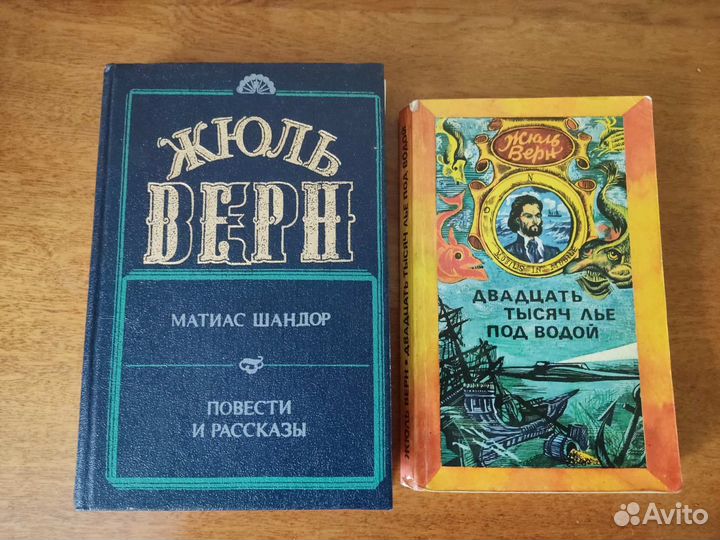 ЖЮЛЬ
ВЕРН
МАТИАС ШАНДОР
ПОВЕСТИ
И РАССКАЗЫ
ЖЮЛЬ ВЕРН • ДВАДЦАТЬ ТЫСЯЧ ЛЬЕ ПОД ВОДОЙ
Жюль
Верн
N
ДВАДЦАТЬ
ТЫСЯЧ ЛЬЕ
ПОД ВОДОЙ
Avito